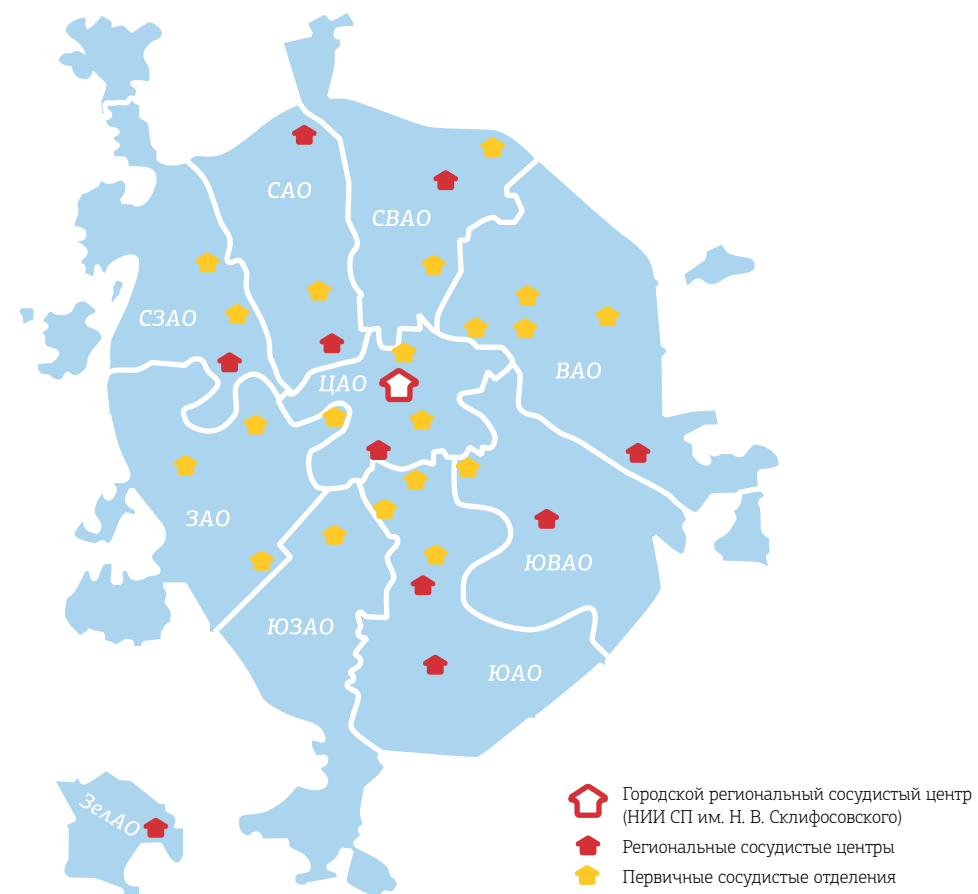 САО
СВАО
СЗАО
ВАО
ЦАО
ЗАО
ЮВАО
ЮЗАО
ЮАО
ЗелАО
Городской региональный сосудистый центр
(НИИ СП им. Н. В. Склифосовского)
Региональные сосудистые центры
Первичные сосудистые отделения